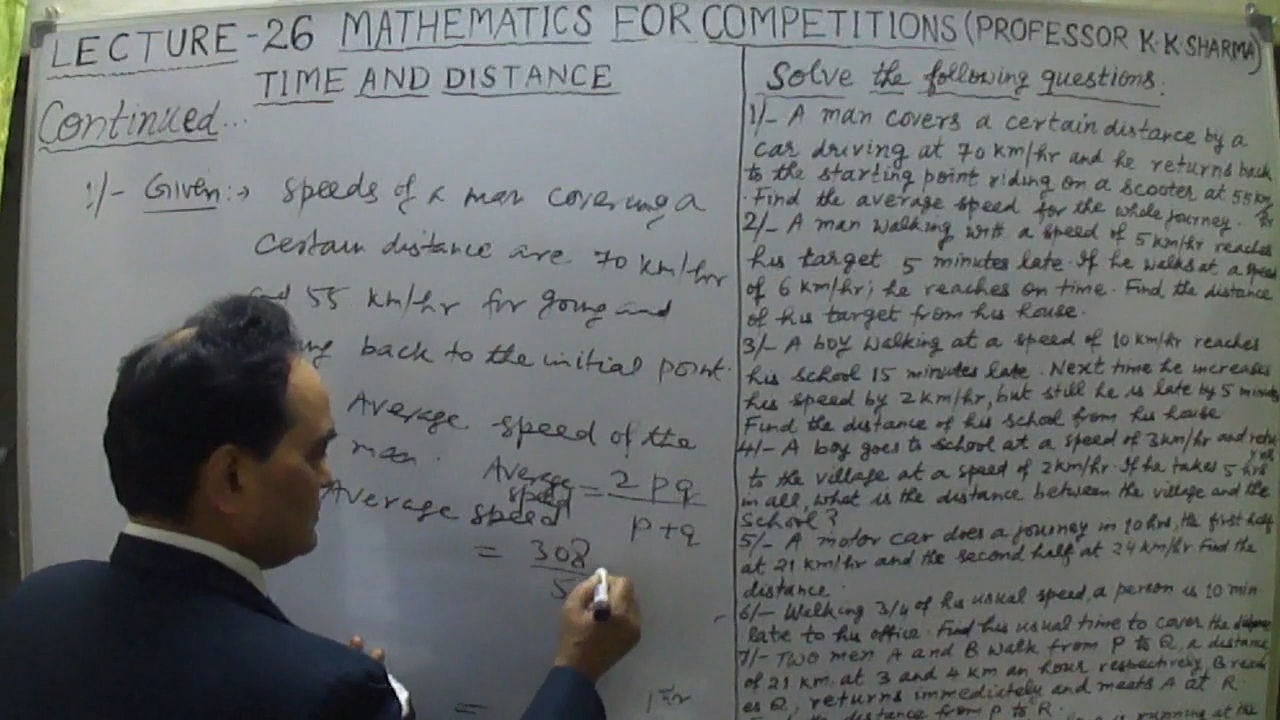 LECTURE-26 MATHEMATICS FOR COMPETITIONS (PROFESSOR K.K.SHARMA)
TIME AND DISTANCE
Continued...
1/- Given:→ speeds of a man covering a
certain distance are 70 km/hr
55 km/hr for going and
back to the initial point.
Average speed of the
man.
Average speed = 2pq
p+q
Average speed
= 308
5
=
Solve the following questions.
1/- A man covers a certain distance by a
car driving at 70 km/hr and he returns back
to the starting point riding on a scooter at 55 km/hr
. Find the average speed for the whole journey.
2/- A man walking with a speed of 5 km/hr reaches
his target 5 minutes late. If he walks at a speed
of 6 km/hr; he reaches on time. Find the distance
of his target from his house.
3/- A boy walking at a speed of 10 km/hr reaches
his school 15 minutes late. Next time he increases
his speed by 2 km/hr, but still he is late by 5 minutes
Find the distance of his school from his house
4/- A boy goes to school at a speed of 3 km/hr and
to the village at a speed of 2 km/hr. If he takes 5 hrs
in all, what is the distance between the village and the
school?
5/- A motor car does a journey in 10 hrs, the first half
at 21 km/hr and the second half at 24 km/hr Find the
distance.
6/- Walking 3/4 of his usual speed, a person is 10 min
late to his office. Find his usual time to cover the distance
7/- TWO men A and B walk from P to Q, a distance
of 21 km. at 3 and 4 km an hour respectively. B reach
es Q, returns immediately and meets A at R.
distance from P to R.
is running at the